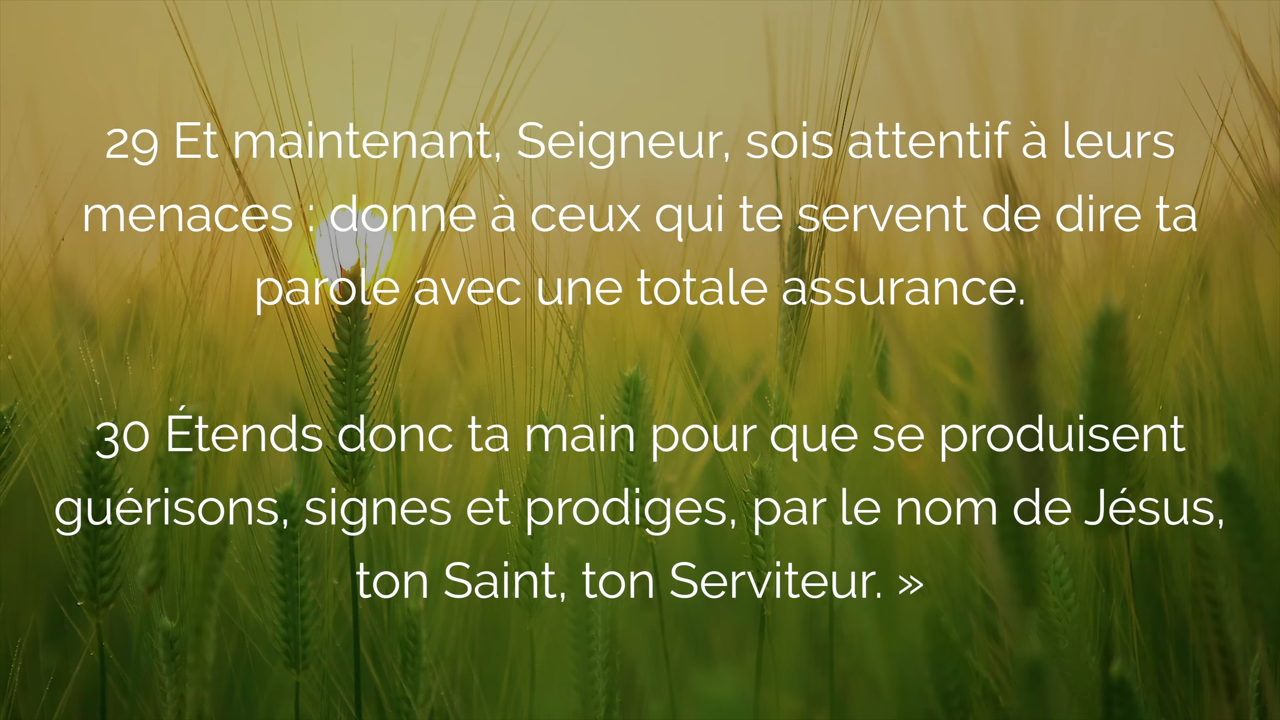 29 Et maintenant, Seigneur, sois attentif à leurs
menaces : donne à ceux qui te servent de dire ta
parole avec une totale assurance.
30 Étends donc ta main pour que se produisent
guérisons, signes et prodiges, par le nom de Jésus,
ton Saint, ton Serviteur. »